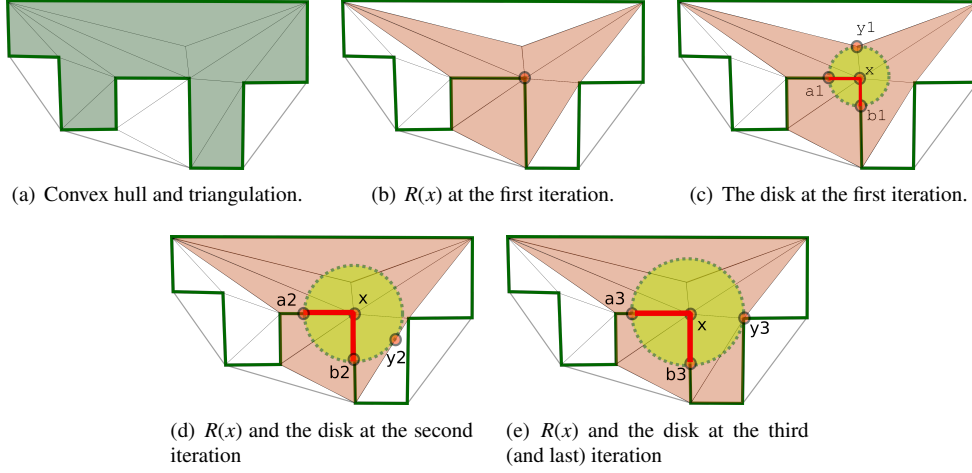 y1
x
a1
b1
(a) Convex hull and triangulation.
(b) R(x) at the first iteration.
(c) The disk at the first iteration.
a2
x
y2
b2
a3
x
y3
b3
(d) R(x) and the disk at the second
iteration
(e) R(x) and the disk at the third
(and last) iteration